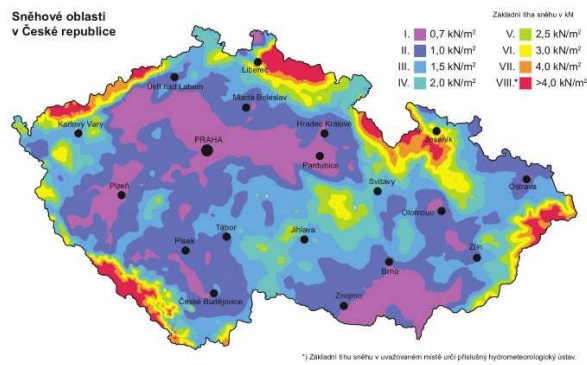 Sněhové oblasti
v České republice
Základní tíha sněhu v kN
I. 0,7 kN/m²
II. 1,0 kN/m²
III. 1,5 kN/m²
IV. 2,0 kN/m²
V. 2,5 kN/m²
VI. 3,0 kN/m²
VII. 4,0 kN/m²
VIII.* >4,0 kN/m²
Liberec
Ústí nad Labem
Mladá Boleslav
Karlovy Vary
Hradec Králové
Jeseník
PRAHA
Pardubice
Svitavy
Ostrava
Plzeň
Olomouc
Tábor
Jihlava
Písek
Zlín
Brno
České Budějovice
Znojmo
*) Základní tíhu sněhu v uvažovaném místě určí příslušný hydrometeorologický ústav.